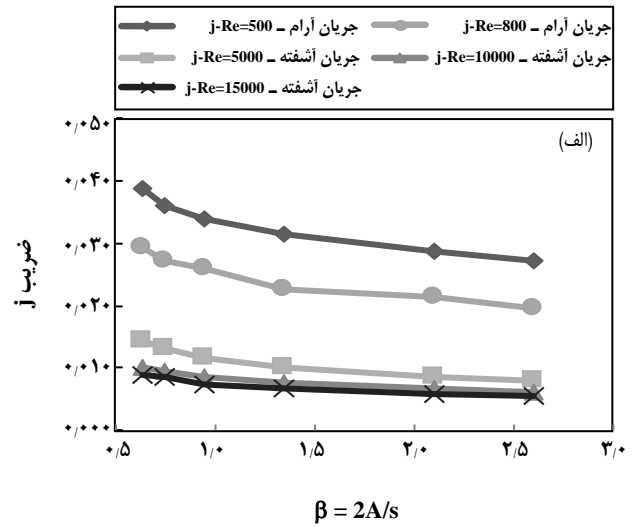 j-Re=500 ـ جریان آرام
j-Re=800 ـ جریان آرام
j-Re=5000 ـ جریان آشفته
j-Re=10000 ـ جریان آشفته
j-Re=15000 ـ جریان آشفته
(الف)
۰٫۰۵۰
۰٫۰۴۰
۰٫۰۳۰
۰٫۰۲۰
۰٫۰۱۰
۰٫۰۰۰
ضریب j
۰٫۵ ۱٫۰ ۱٫۵ ۲٫۰ ۲٫۵ ۳٫۰
β = 2A/s